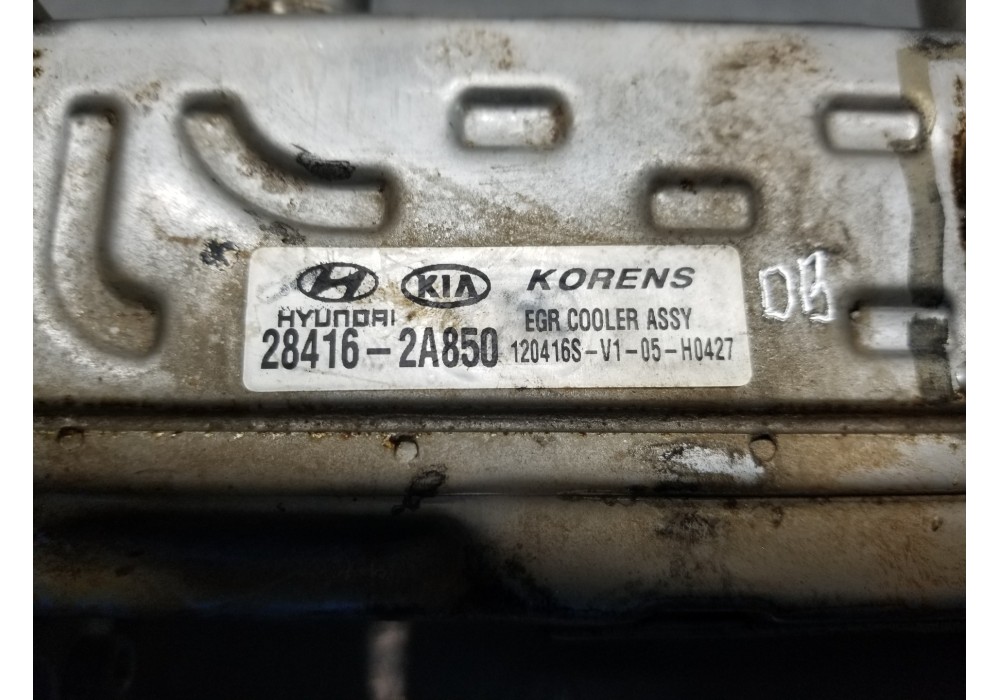 HYUNDAI KIA KORENS
EGR COOLER ASSY
28416-2A850 120416S-V1-05-H0427
DB